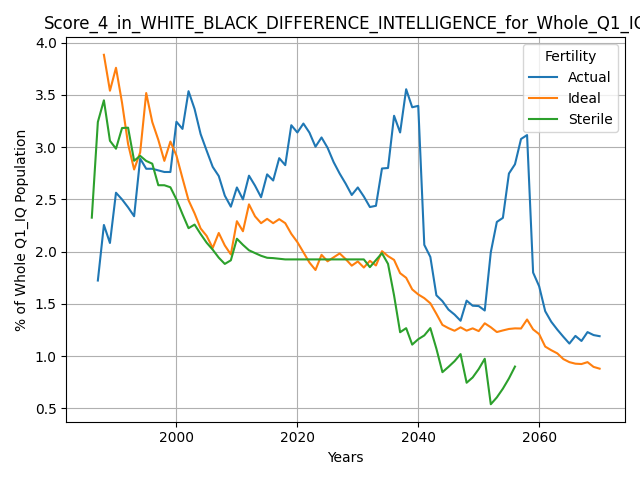 Score_4_in_WHITE_BLACK_DIFFERENCE_INTELLIGENCE_for_Whole_Q1_IQ
4.0
3.5
3.0
2.5
2.0
1.5
1.0
0.5
% of Whole Q1_IQ Population
Fertility
Actual
Ideal
Sterile
2000
2020
2040
2060
Years